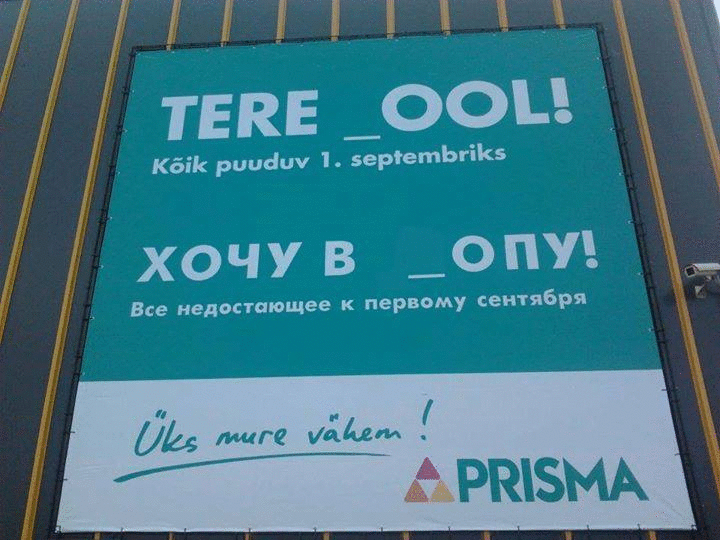 TERE _OOL!
Kõik puuduv 1. septembriks
ХОЧУ В _ОПУ!
Все недостающее к первому сентября
Üks mure vähem!
PRISMA